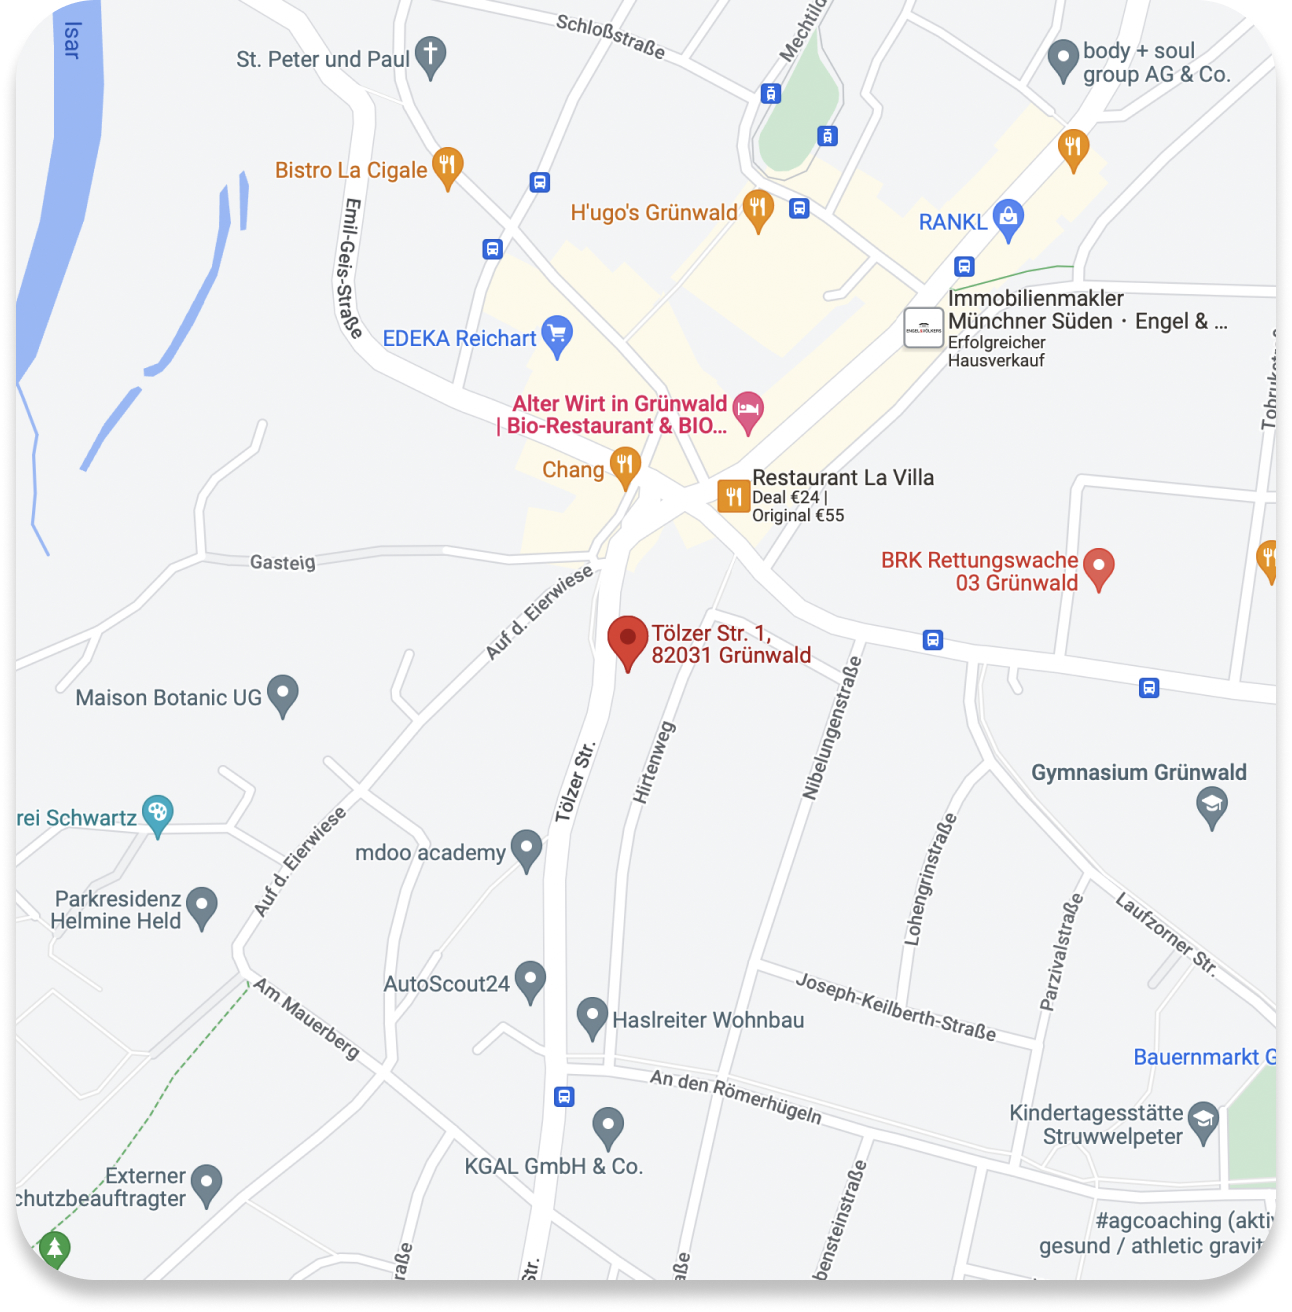 Isar
Schloßstraße
Mechtild
St. Peter und Paul
body + soul
group AG & Co.
Bistro La Cigale
H'ugo's Grünwald
RANKL
Emil-Geis-Straße
Immobilienmakler
Münchner Süden · Engel & ...
Erfolgreicher
Hausverkauf
ENGEL&VÖLKERS
EDEKA Reichart
Alter Wirt in Grünwald
| Bio-Restaurant & BIO...
Chang
Restaurant La Villa
Deal €24 |
Original €55
Gasteig
BRK Rettungswache
03 Grünwald
Auf d. Eierwiese
Tölzer Str. 1,
82031 Grünwald
Maison Botanic UG
Nibelungenstraße
Hirtenweg
Tölzer Str.
Gymnasium Grünwald
rei Schwartz
Auf d. Eierwiese
mdoo academy
Lohengrinstraße
Parkresidenz
Helmine Held
Parzivalstraße
Laufzorner Str.
AutoScout24
Am Mauerberg
Haslreiter Wohnbau
Joseph-Keilberth-Straße
Bauernmarkt G
An den Römerhügeln
Kindertagesstätte
Struwwelpeter
KGAL GmbH & Co.
Externer
chutzbeauftragter
#agcoaching (aktiv
gesund / athletic gravit
raße
Str.
aße
bensteinstraße